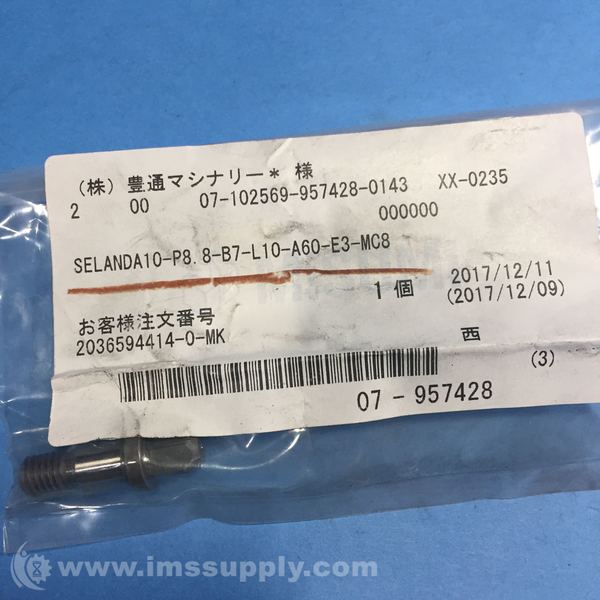 (株) 豊通マシナリー* 様
2 00 07-102569-957428-0143 XX-0235
000000
SELANDA10-P8.8-B7-L10-A60-E3-MC8
1 個 2017/12/11
(2017/12/09)
お客様注文番号
2036594414-O-MK
西
(3)
07-957428
www.imssupply.com